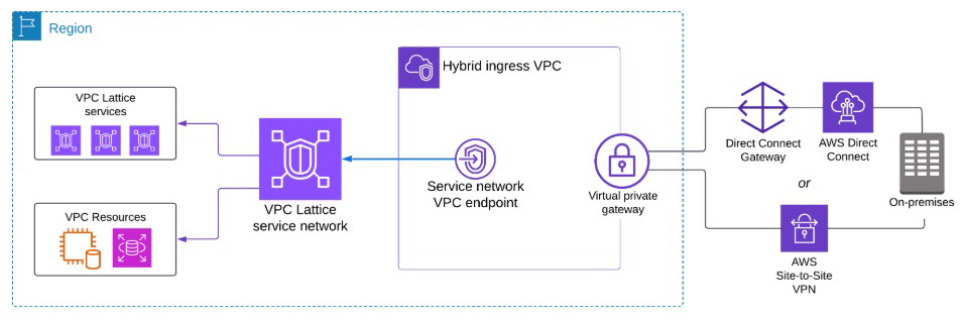 Region
Hybrid ingress VPC
VPC Lattice
services
VPC Resources
VPC Lattice
service network
Service network
VPC endpoint
Virtual private
gateway
Direct Connect
Gateway
AWS Direct
Connect
or
On-premises
AWS
Site-to-Site
VPN